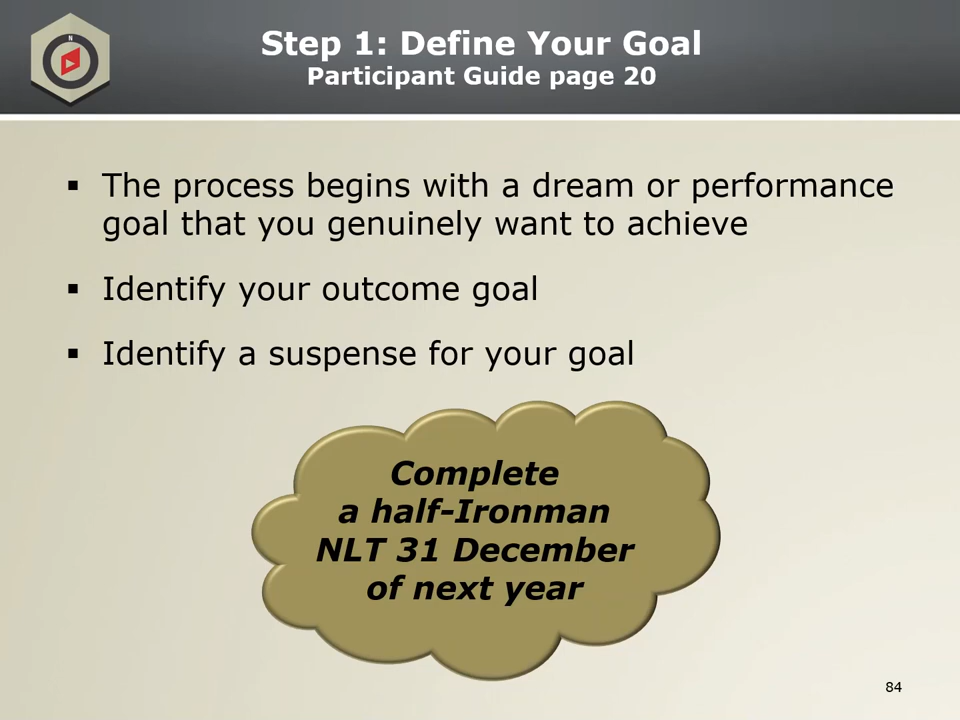 N
Step 1: Define Your Goal
Participant Guide page 20
▪ The process begins with a dream or performance
goal that you genuinely want to achieve
▪ Identify your outcome goal
▪ Identify a suspense for your goal
Complete
a half-Ironman
NLT 31 December
of next year
84